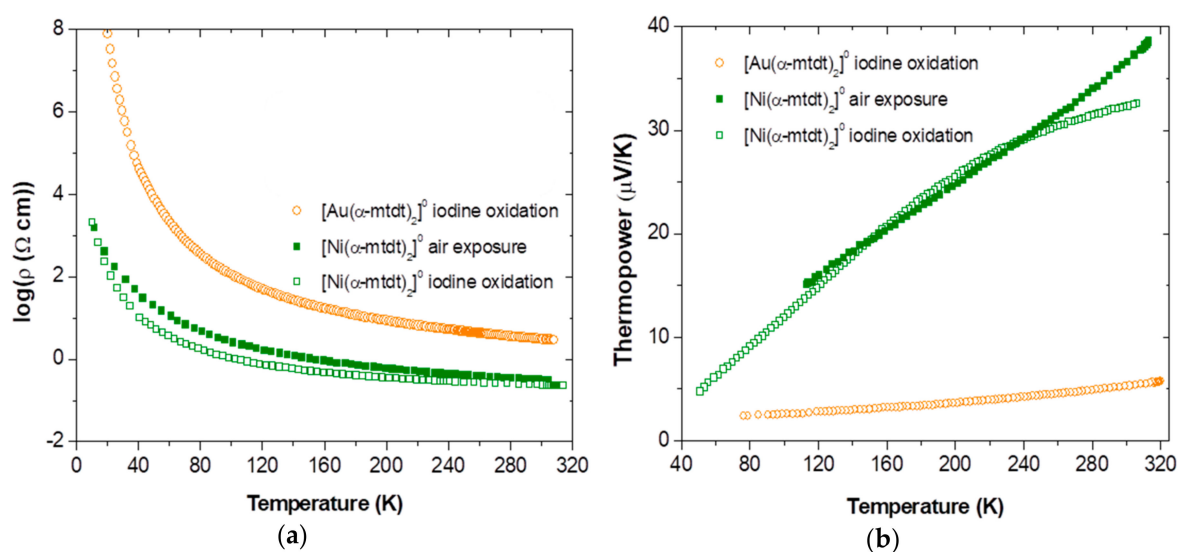 8
6
4
2
0
-2
log(ρ (Ω cm))
[Au(α-mtdt)₂]⁰ iodine oxidation
[Ni(α-mtdt)₂]⁰ air exposure
[Ni(α-mtdt)₂]⁰ iodine oxidation
0 40 80 120 160 200 240 280 320
Temperature (K)
(a)
40
30
20
10
0
Thermopower (μV/K)
[Au(α-mtdt)₂]⁰ iodine oxidation
[Ni(α-mtdt)₂]⁰ air exposure
[Ni(α-mtdt)₂]⁰ iodine oxidation
40 80 120 160 200 240 280 320
Temperature (K)
(b)